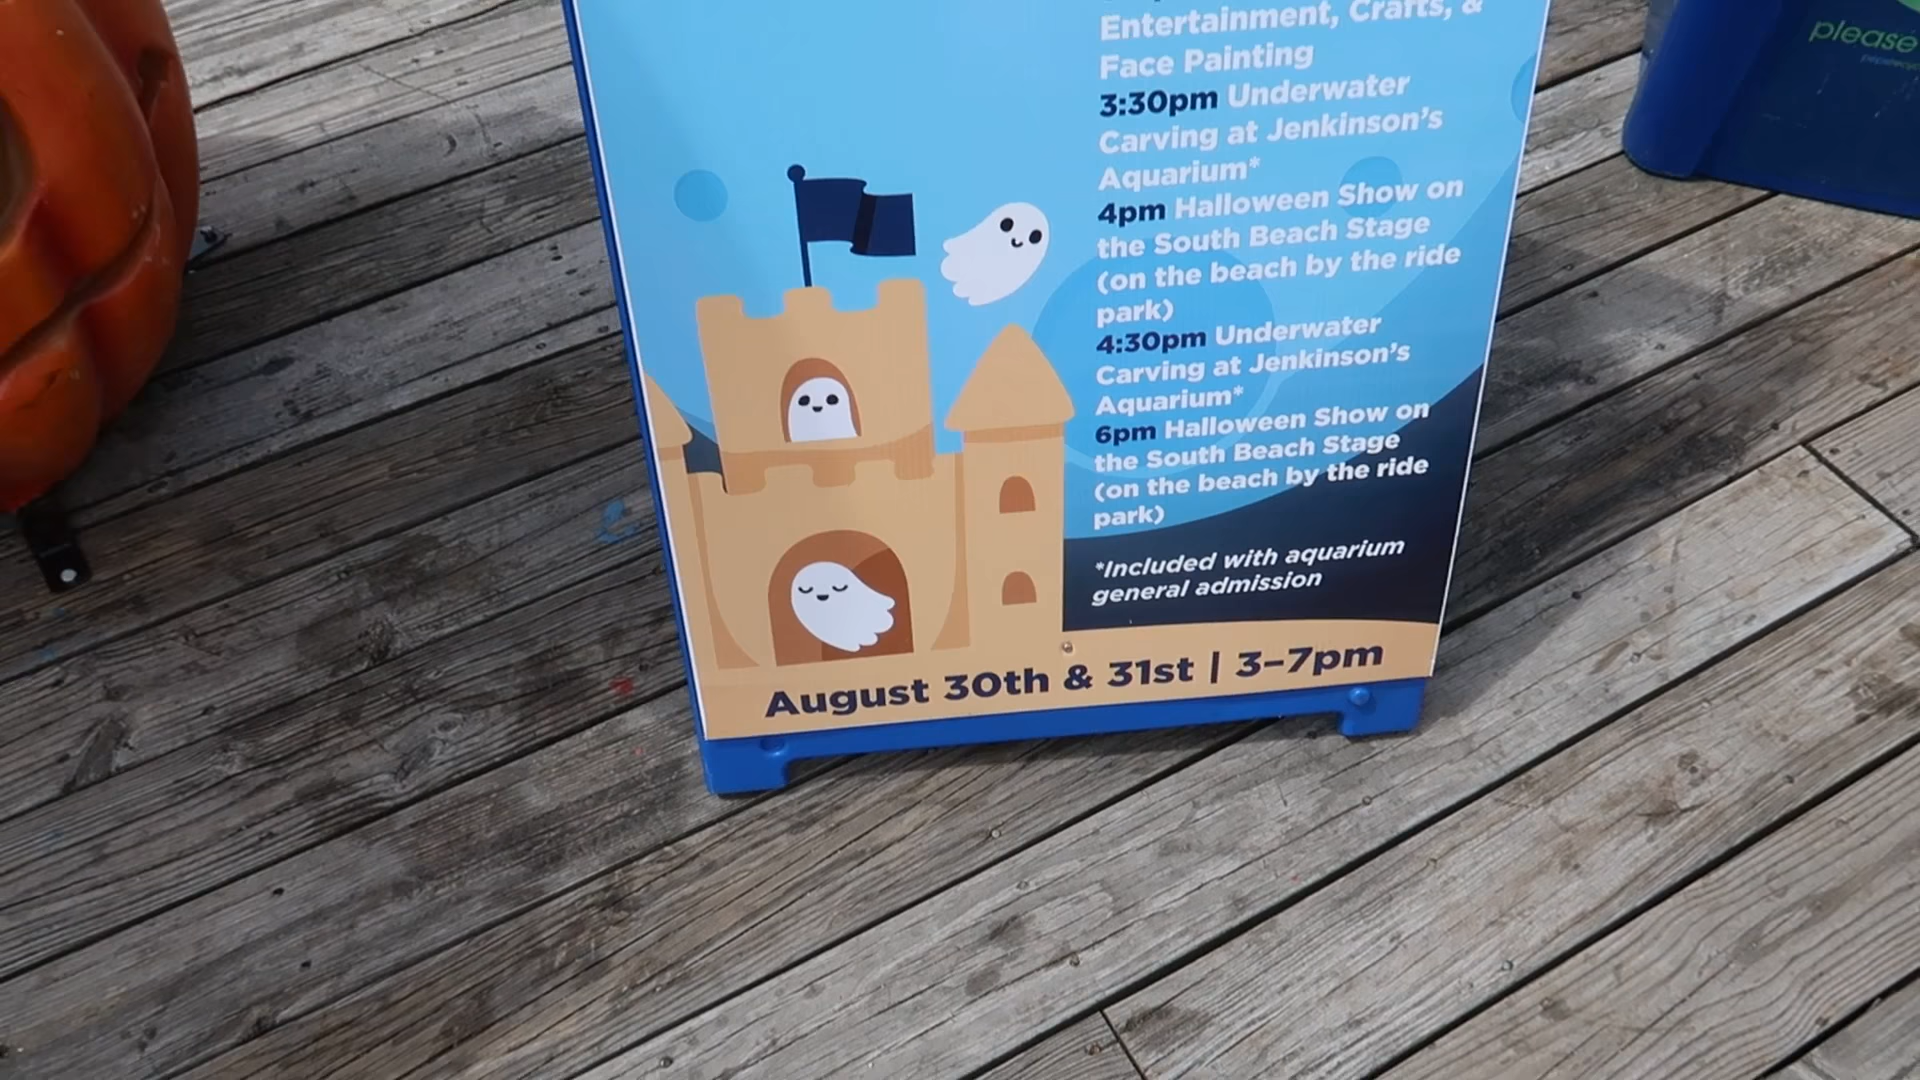 Entertainment, Crafts, &
Face Painting
3:30pm Underwater
Carving at Jenkinson's
Aquarium*
4pm Halloween Show on
the South Beach Stage
(on the beach by the ride
park)
4:30pm Underwater
Carving at Jenkinson's
Aquarium*
6pm Halloween Show on
the South Beach Stage
(on the beach by the ride
park)
*Included with aquarium
general admission
August 30th & 31st | 3–7pm
please